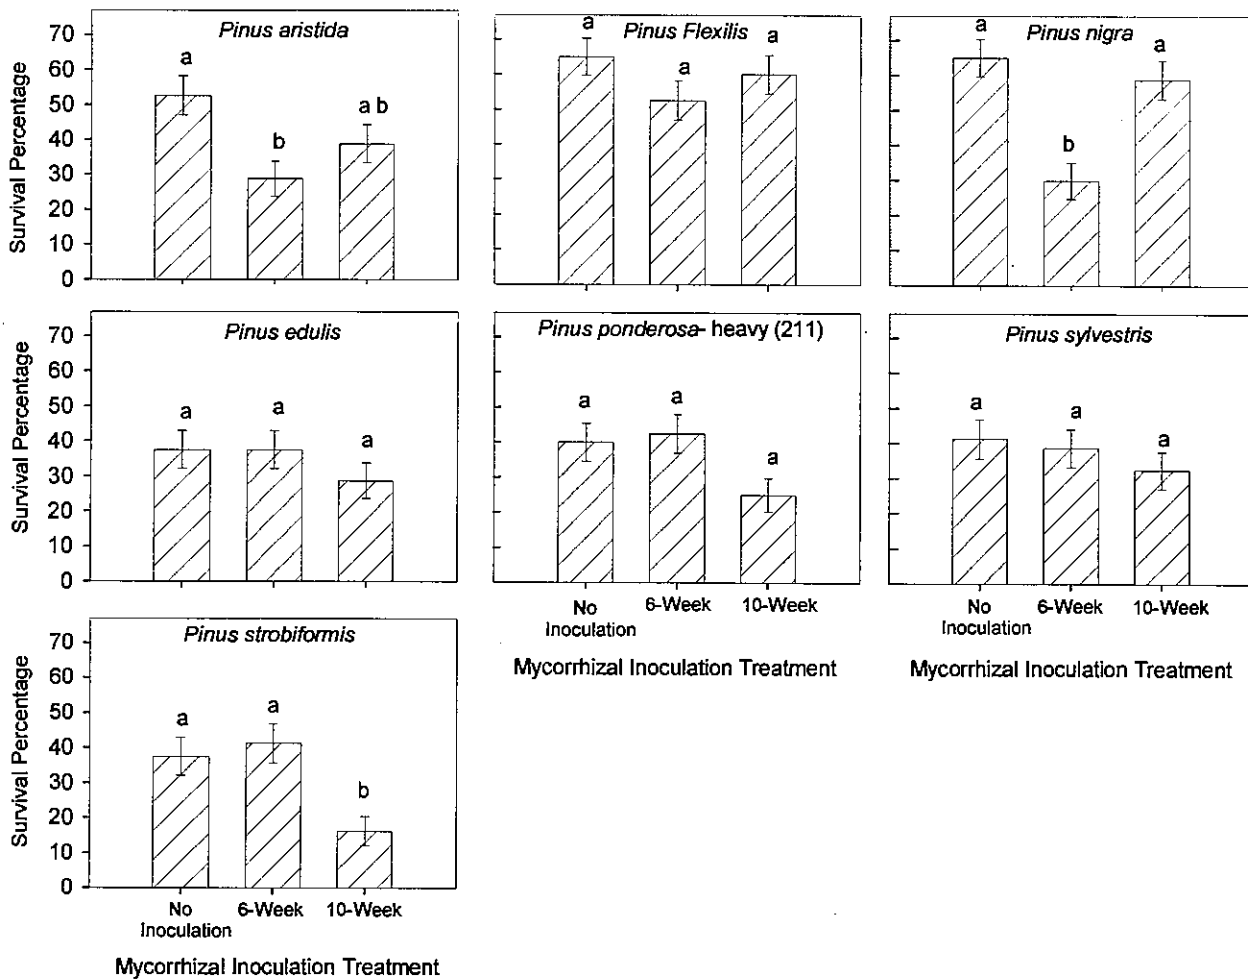 Pinus aristida
Survival Percentage
70
60
50
40
30
20
10
0
a
b
a b
Pinus Flexilis
a
a
a
Pinus nigra
a
b
a
Pinus edulis
Survival Percentage
70
60
50
40
30
20
10
0
a
a
a
Pinus ponderosa- heavy (211)
a
a
a
No
Inoculation
6-Week
10-Week
Mycorrhizal Inoculation Treatment
Pinus sylvestris
a
a
a
No
Inoculation
6-Week
10-Week
Mycorrhizal Inoculation Treatment
Pinus strobiformis
Survival Percentage
70
60
50
40
30
20
10
0
a
a
b
No
Inoculation
6-Week
10-Week
Mycorrhizal Inoculation Treatment